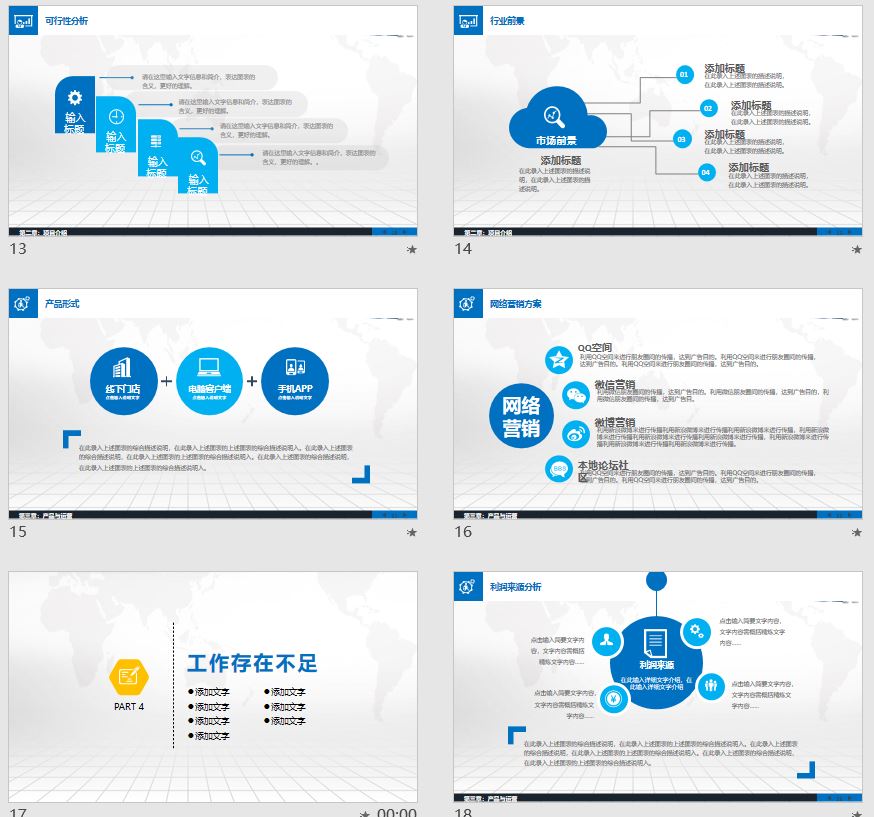 可行性分析
请在这里输入文字信息和简介，表达图表的
含义，更好的理解。
输入
标题
请在这里输入文字信息和简介，表达图表的
含义，更好的理解。
输入
标题
请在这里输入文字信息和简介，表达图表的
含义，更好的理解。
输入
标题
请在这里输入文字信息和简介，表达图表的
含义，更好的理解。。
输入
标题
第二章：项目介绍
13
行业前景
市场前景
添加标题
在此录入上述图表的描述说
明，在此录入上述图表的描
述说明。
01
添加标题
在此录入上述图表的描述说明，
在此录入上述图表的描述说明。
02
添加标题
在此录入上述图表的描述说明，
在此录入上述图表的描述说明。
03
添加标题
在此录入上述图表的描述说明，
在此录入上述图表的描述说明。
04
添加标题
在此录入上述图表的描述说明，
在此录入上述图表的描述说明。
第二章：项目介绍
14
产品形式
线下门店
点击输入说明文字
+
电脑客户端
点击输入说明文字
+
手机APP
点击输入说明文字
在此录入上述图表的综合描述说明，在此录入上述图表的上述图表的综合描述说明。在此录入上述图表
的综合描述说明，在此录入上述图表的上述图表的综合描述说明入。在此录入上述图表的综合描述说明，
在此录入上述图表的上述图表的综合描述说明入。
第三章：产品与运营
15
网络营销方案
网络
营销
QQ空间
利用QQ空间来进行朋友圈间的传播，达到广告目的。利用QQ空间来进行朋友圈间的传播，
达到广告目的。利用QQ空间来进行朋友圈间的传播，达到广告目的。
微信营销
利用微信朋友圈间的传播，达到广告目的。利用微信朋友圈间的传播，达到广告目的，利
用微信朋友圈间的传播，达到广告目。
微博营销
利用新浪微博来进行传播利用新浪微博来进行传播利用新浪微博来进行传播，利用新浪微
博来进行传播利用新浪微博来进行传播利用新浪微博来进行传播，利用新浪微博来进行传
播利用新浪微博来进行传播利用新浪微博来进行传播。
BBS
本地论坛社
区
利用QQ空间来进行朋友圈间的传播，达到广告目的。利用QQ空间来进行朋友圈间的传播，
达到广告目的。利用QQ空间来进行朋友圈间的传播，达到广告目的。
第三章：产品与运营
16
PART 4
工作存在不足
●添加文字 ●添加文字
●添加文字 ●添加文字
●添加文字 ●添加文字
●添加文字
17
00:00
利润来源分析
利润来源
在此输入详细文字介绍，在
此输入详细文字介绍
点击输入简要文字内
容，文字内容需概括
精炼文字内容……
点击输入简要文字内容，
文字内容需概括精炼文字
内容……
点击输入简要文字内容，
文字内容需概括精炼文
字内容……
点击输入简要文字内容，
文字内容需概括精炼文
字内容……
在此录入上述图表的综合描述说明，在此录入上述图表的上述图表的综合描述说明入。在此录入上述图表
的综合描述说明，在此录入上述图表的上述图表的综合描述说明入。在此录入上述图表的综合描述说明，
在此录入上述图表的上述图表的综合描述说明入。
第三章：产品与运营
18